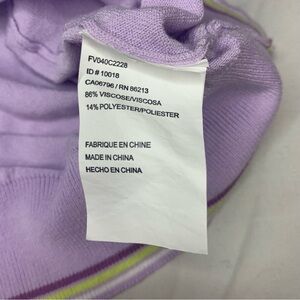 FV040C2228
ID # 10018
CA06796 / RN 86213
86% VISCOSE/VISCOSA
14% POLYESTER/POLIESTER
FABRIQUE EN CHINE
MADE IN CHINA
HECHO EN CHINA